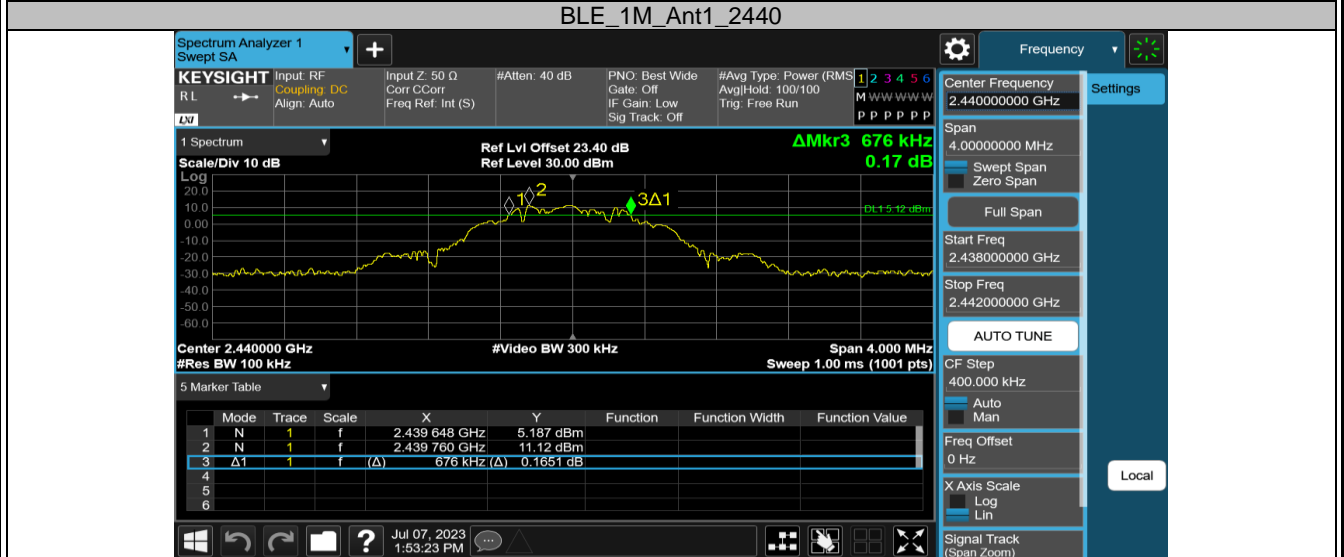 BLE_1M_Ant1_2440
Spectrum Analyzer 1
Swept SA
+
Frequency
KEYSIGHT
RL
LXI
Input: RF
Coupling: DC
Align: Auto
Input Z: 50 Ω
Corr CCorr
Freq Ref: Int (S)
#Atten: 40 dB
PNO: Best Wide
Gate: Off
IF Gain: Low
Sig Track: Off
#Avg Type: Power (RMS
Avg|Hold: 100/100
Trig: Free Run
1 2 3 4 5 6
M W W W W W
P P P P P P
1 Spectrum
Scale/Div 10 dB
Log
Ref Lvl Offset 23.40 dB
Ref Level 30.00 dBm
ΔMkr3 676 kHz
0.17 dB
20.0
10.0
0.00
-10.0
-20.0
-30.0
-40.0
-50.0
-60.0
1
2
3Δ1
DL1 5.12 dBm
Center 2.440000 GHz
#Res BW 100 kHz
#Video BW 300 kHz
Span 4.000 MHz
Sweep 1.00 ms (1001 pts)
5 Marker Table
Mode Trace Scale X Y Function Function Width Function Value
1 N 1 f 2.439 648 GHz 5.187 dBm
2 N 1 f 2.439 760 GHz 11.12 dBm
3 Δ1 1 f (Δ) 676 kHz (Δ) 0.1651 dB
4
5
6
?
Jul 07, 2023
1:53:23 PM
Center Frequency
2.440000000 GHz
Span
4.00000000 MHz
Swept Span
Zero Span
Full Span
Start Freq
2.438000000 GHz
Stop Freq
2.442000000 GHz
AUTO TUNE
CF Step
400.000 kHz
Auto
Man
Freq Offset
0 Hz
X Axis Scale
Log
Lin
Signal Track
(Span Zoom)
Settings
Local